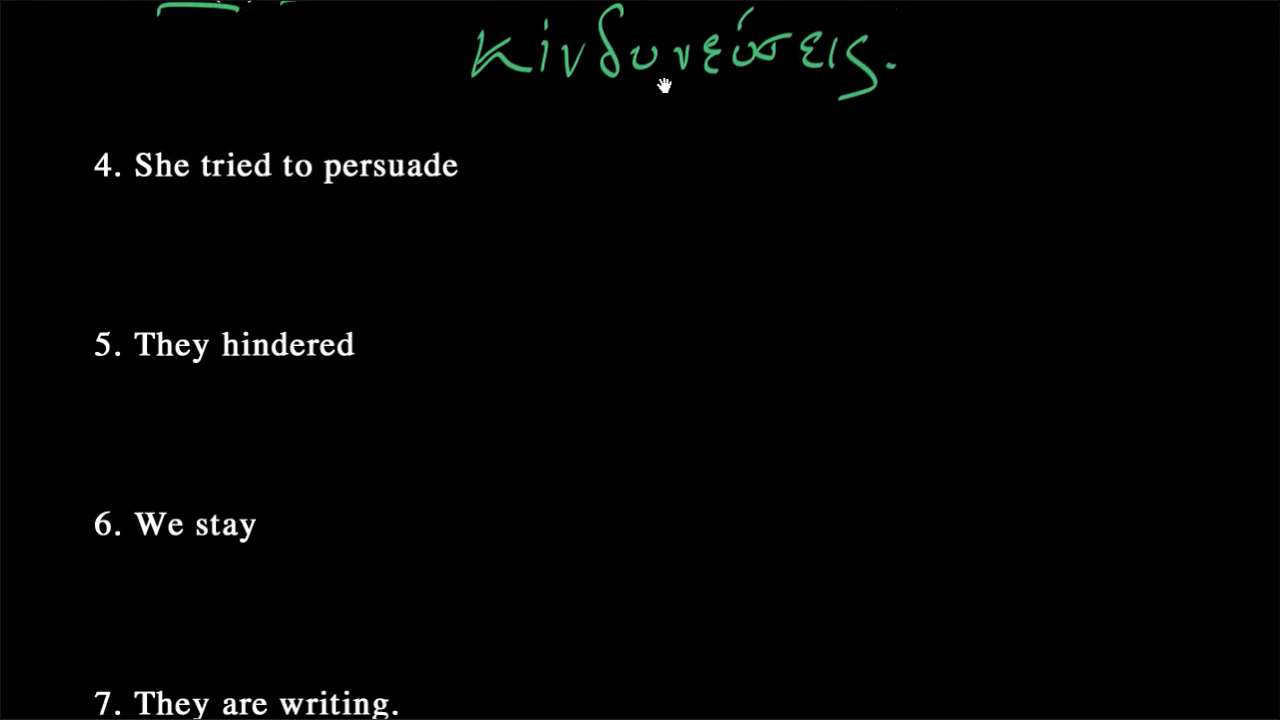 κινδυνεύσεις.
4. She tried to persuade
5. They hindered
6. We stay
7. They are writing.